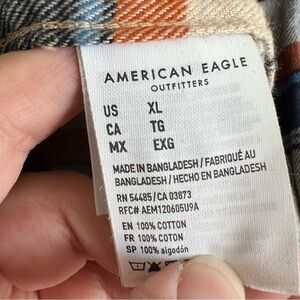 AMERICAN EAGLE
OUTFITTERS
US XL
CA TG
MX EXG
MADE IN BANGLADESH / FABRIQUÉ AU
BANGLADESH / HECHO EN BANGLADESH
RN 54485 / CA 03873
RFC# AEM120605U9A
EN 100% COTTON
FR 100% COTON
SP 100% algodón